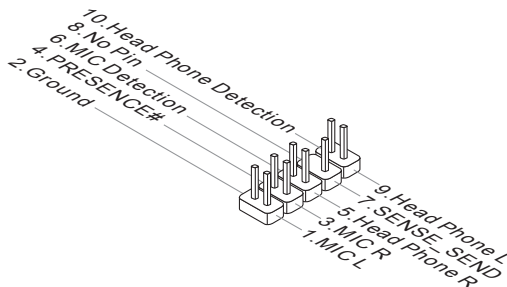 10.Head Phone Detection
8.No Pin
6.MIC Detection
4.PRESENCE#
2.Ground
9.Head Phone L
7.SENSE_SEND
5.Head Phone R
3.MIC R
1.MIC L